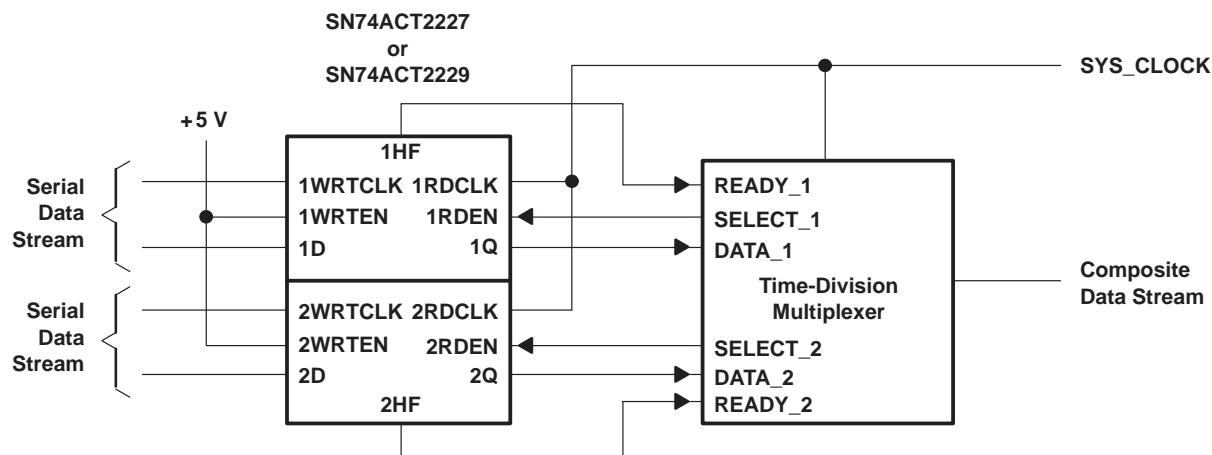 SN74ACT2227
or
SN74ACT2229
SYS_CLOCK
+5 V
1HF
Serial
Data
Stream
1WRTCLK 1RDCLK
1WRTEN 1RDEN
1D 1Q
READY_1
SELECT_1
DATA_1
Time-Division
Multiplexer
Composite
Data Stream
Serial
Data
Stream
2WRTCLK 2RDCLK
2WRTEN 2RDEN
2D 2Q
2HF
SELECT_2
DATA_2
READY_2